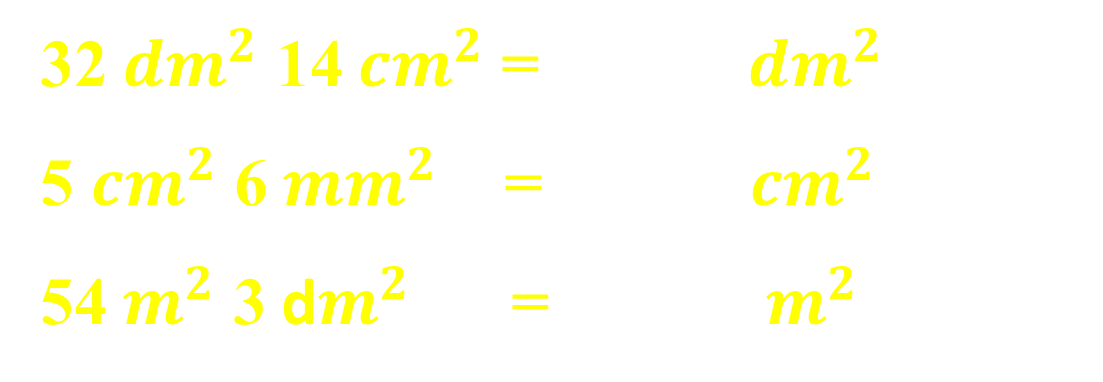 32 dm² 14 cm² = dm²
5 cm² 6 mm² = cm²
54 m² 3 dm² = m²